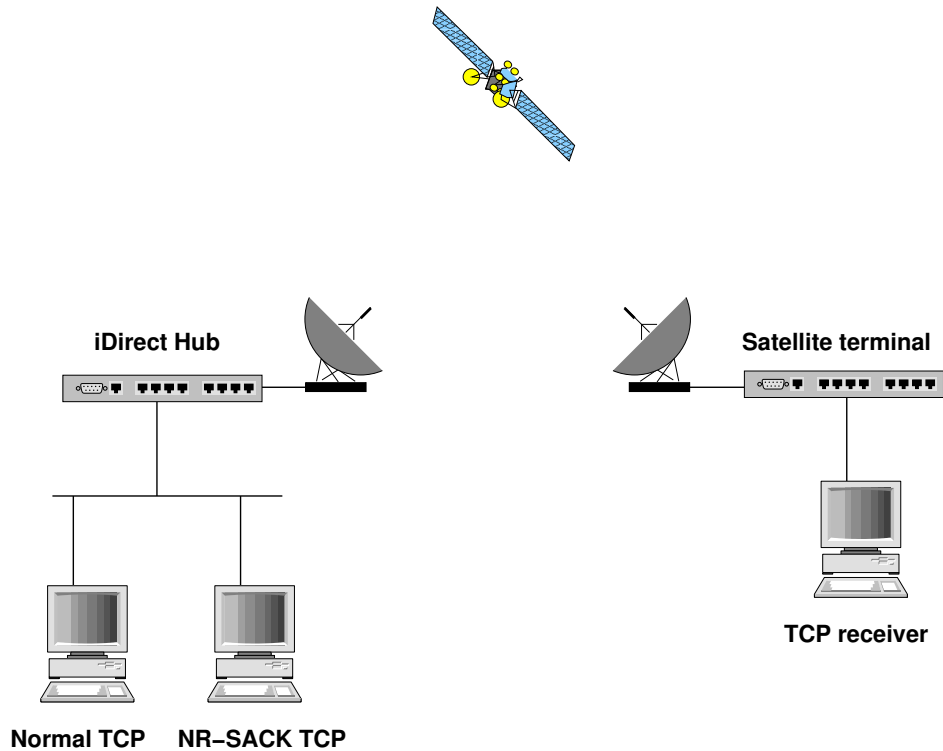 iDirect Hub
Satellite terminal
TCP receiver
Normal TCP
NR−SACK TCP